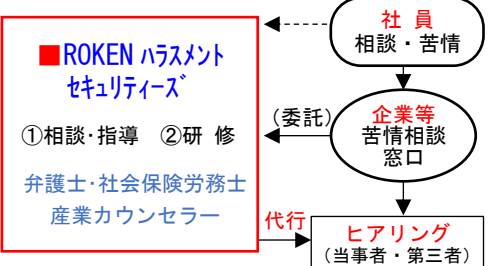 ■ROKEN ハラスメント
セキュリティーズ
①相談・指導 ②研 修
弁護士・社会保険労務士
産業カウンセラー
社 員
相談・苦情
(委託)
企業等
苦情相談
窓口
代行
ヒアリング
(当事者・第三者)